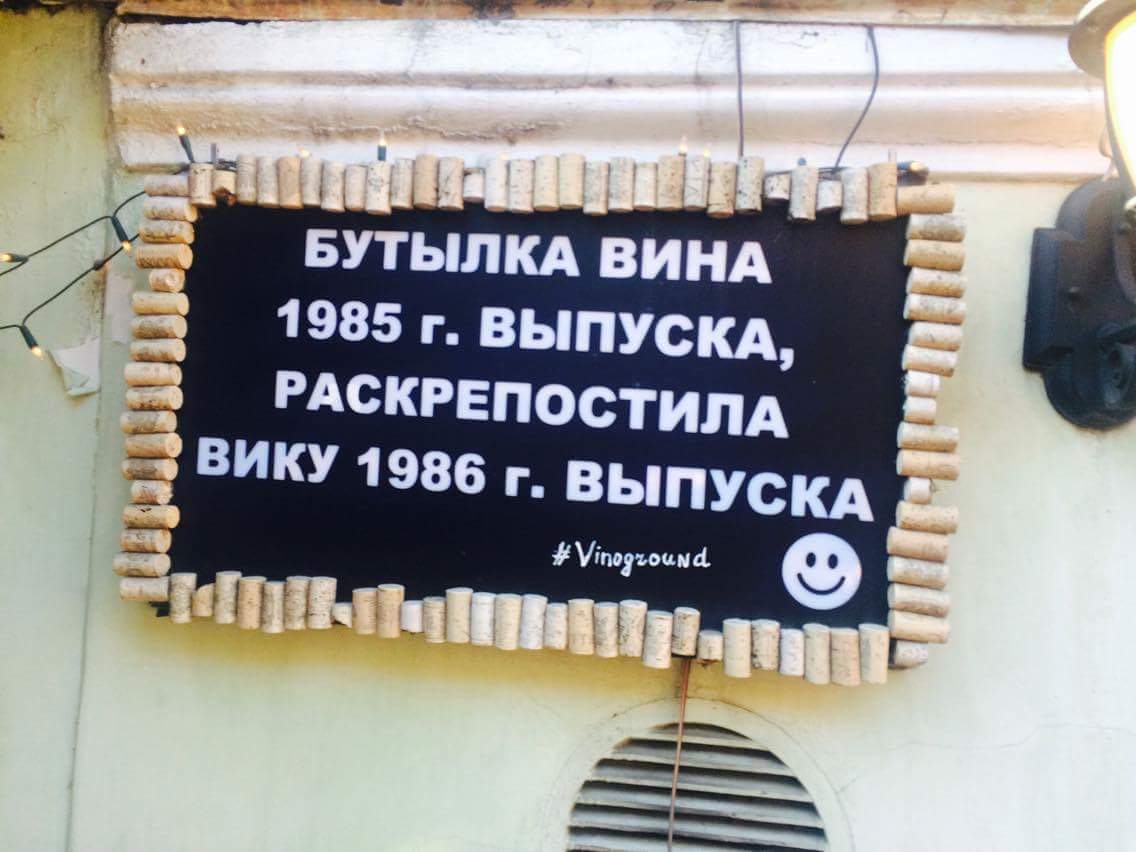 БУТЫЛКА ВИНА
1985 г. ВЫПУСКА,
РАСКРЕПОСТИЛА
ВИКУ 1986 г. ВЫПУСКА
#Vinoground